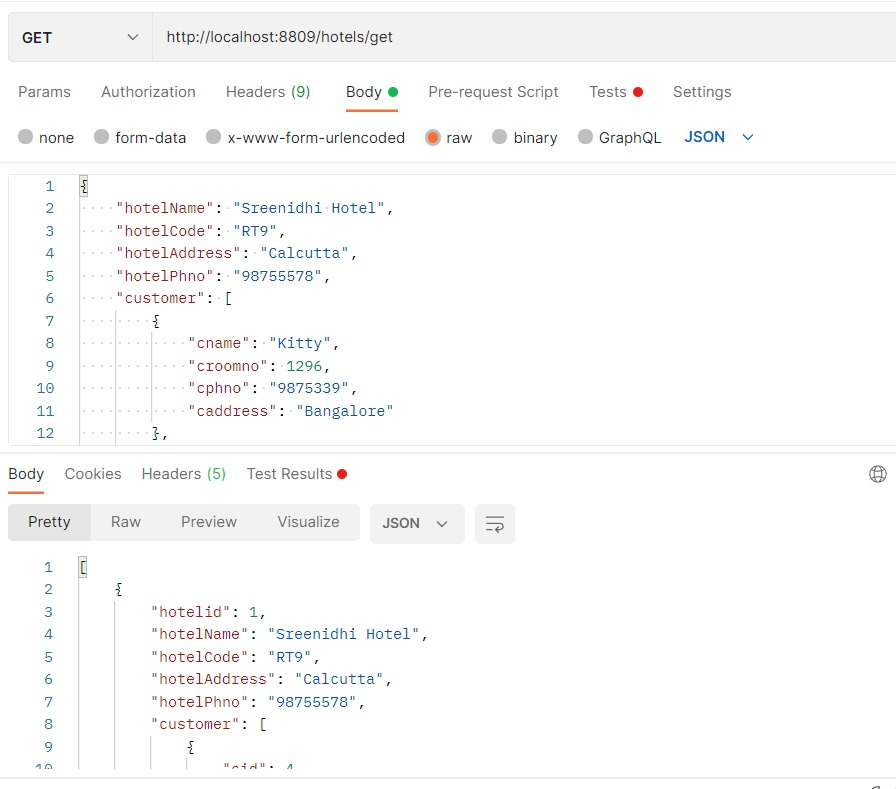 GET http://localhost:8809/hotels/get
Params Authorization Headers (9) Body Pre-request Script Tests Settings
none form-data x-www-form-urlencoded raw binary GraphQL JSON
1 {
2 "hotelName": "Sreenidhi Hotel",
3 "hotelCode": "RT9",
4 "hotelAddress": "Calcutta",
5 "hotelPhno": "98755578",
6 "customer": [
7 {
8 "cname": "Kitty",
9 "croomno": 1296,
10 "cphno": "9875339",
11 "caddress": "Bangalore"
12 },
Body Cookies Headers (5) Test Results
Pretty Raw Preview Visualize JSON
1 [
2 {
3 "hotelid": 1,
4 "hotelName": "Sreenidhi Hotel",
5 "hotelCode": "RT9",
6 "hotelAddress": "Calcutta",
7 "hotelPhno": "98755578",
8 "customer": [
9 {
10 "cid": 4